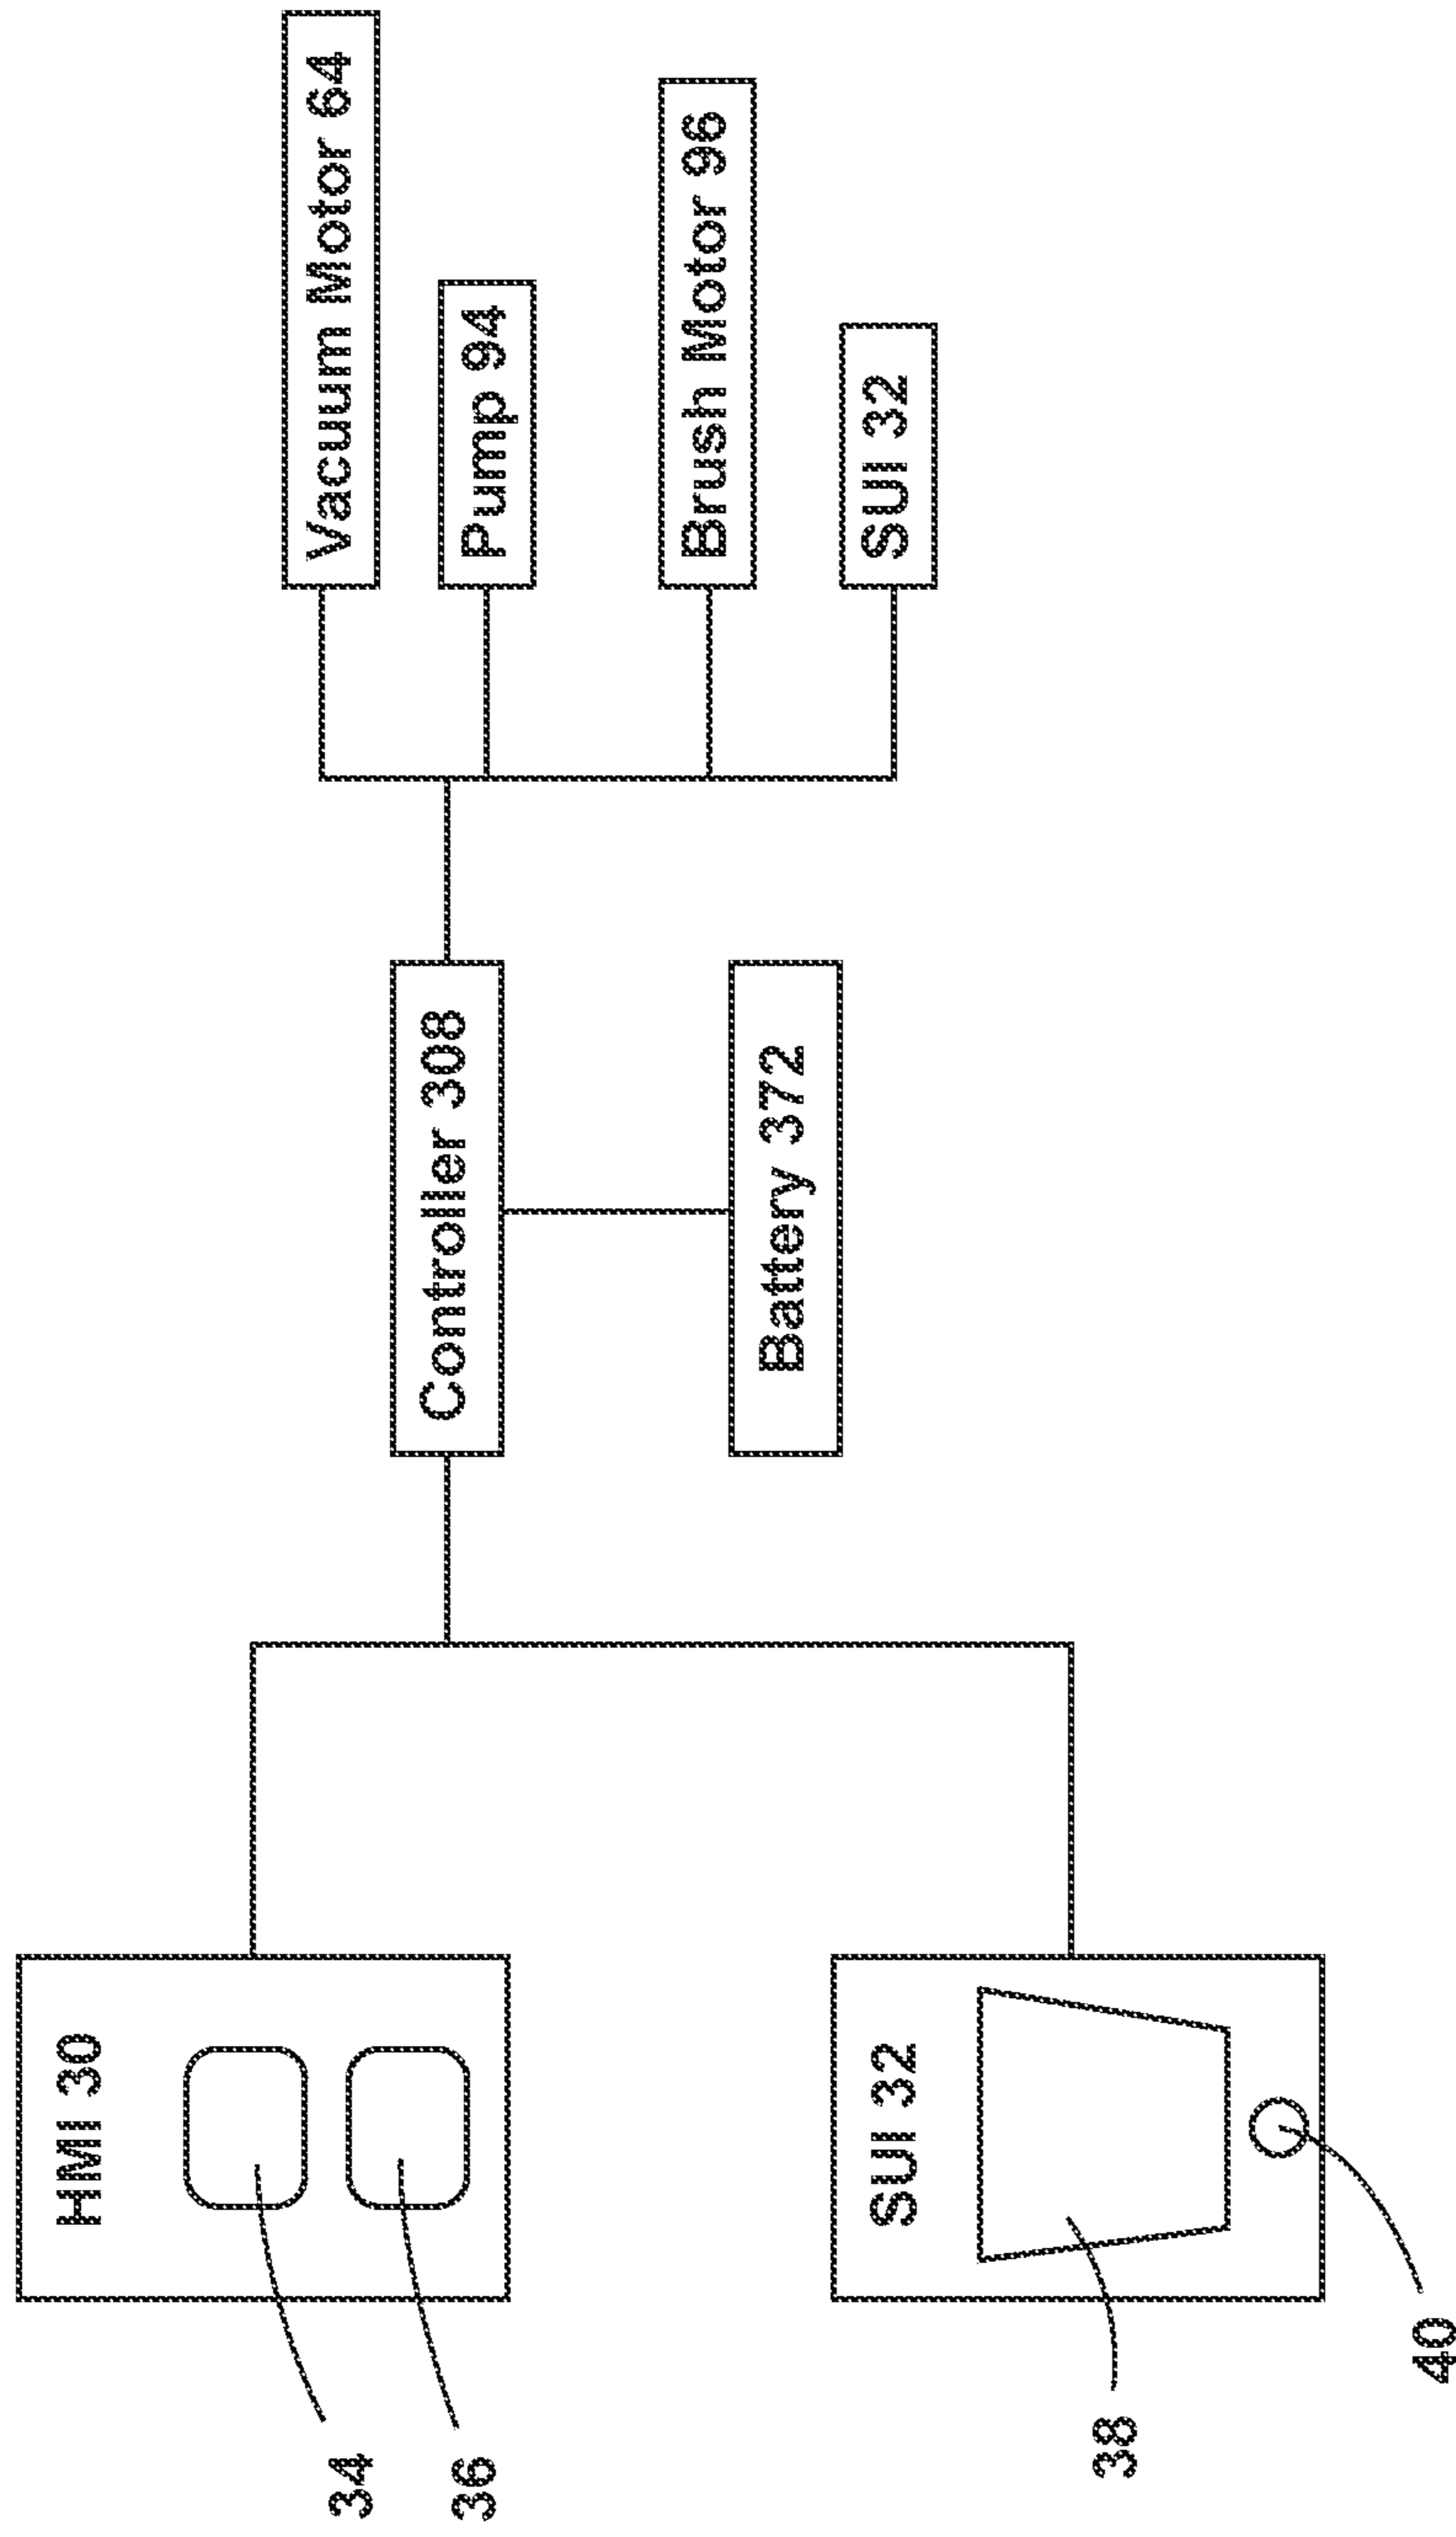 HMI 30
34
36
SUI 32
38
40
Controller 308
Battery 372
Vacuum Motor 64
Pump 94
Brush Motor 96
SUI 32